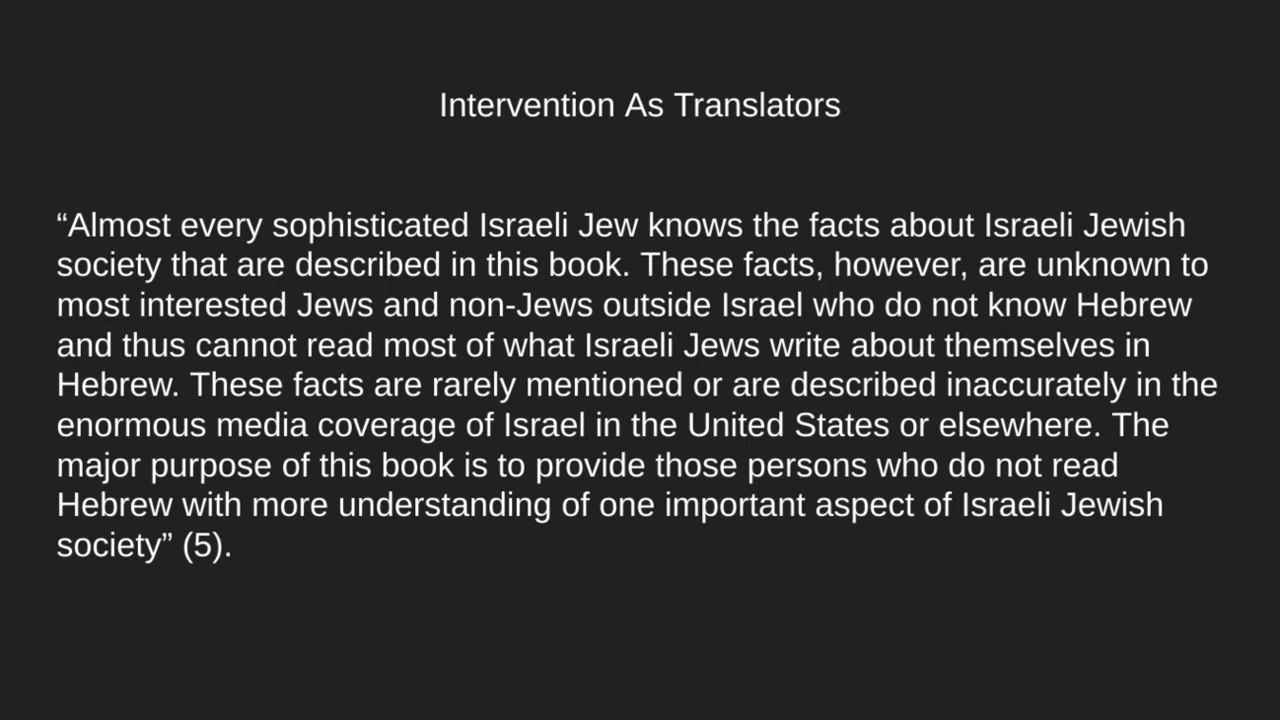 Intervention As Translators
“Almost every sophisticated Israeli Jew knows the facts about Israeli Jewish
society that are described in this book. These facts, however, are unknown to
most interested Jews and non-Jews outside Israel who do not know Hebrew
and thus cannot read most of what Israeli Jews write about themselves in
Hebrew. These facts are rarely mentioned or are described inaccurately in the
enormous media coverage of Israel in the United States or elsewhere. The
major purpose of this book is to provide those persons who do not read
Hebrew with more understanding of one important aspect of Israeli Jewish
society” (5).